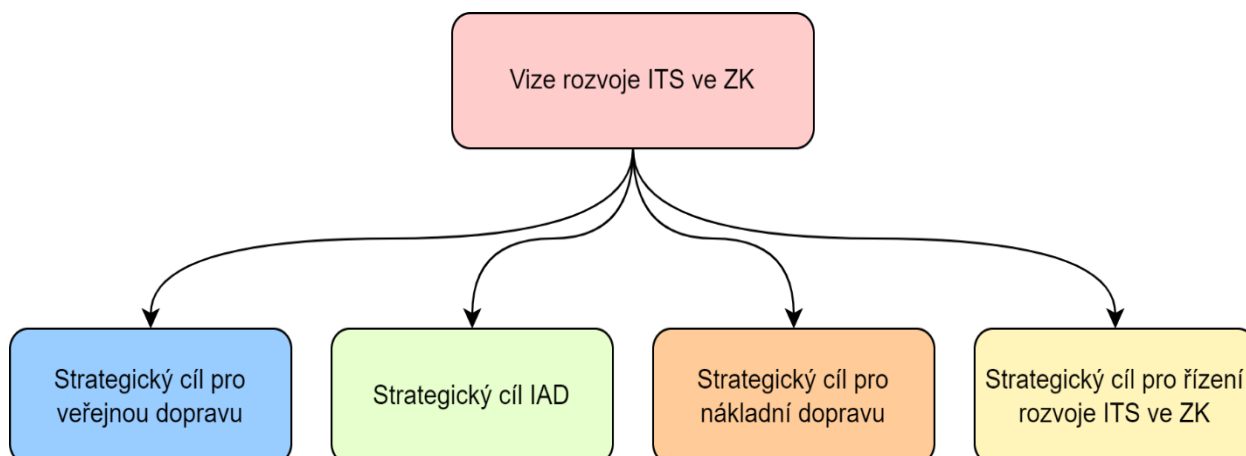 Vize rozvoje ITS ve ZK
Strategický cíl pro
veřejnou dopravu
Strategický cíl IAD
Strategický cíl pro
nákladní dopravu
Strategický cíl pro řízení
rozvoje ITS ve ZK